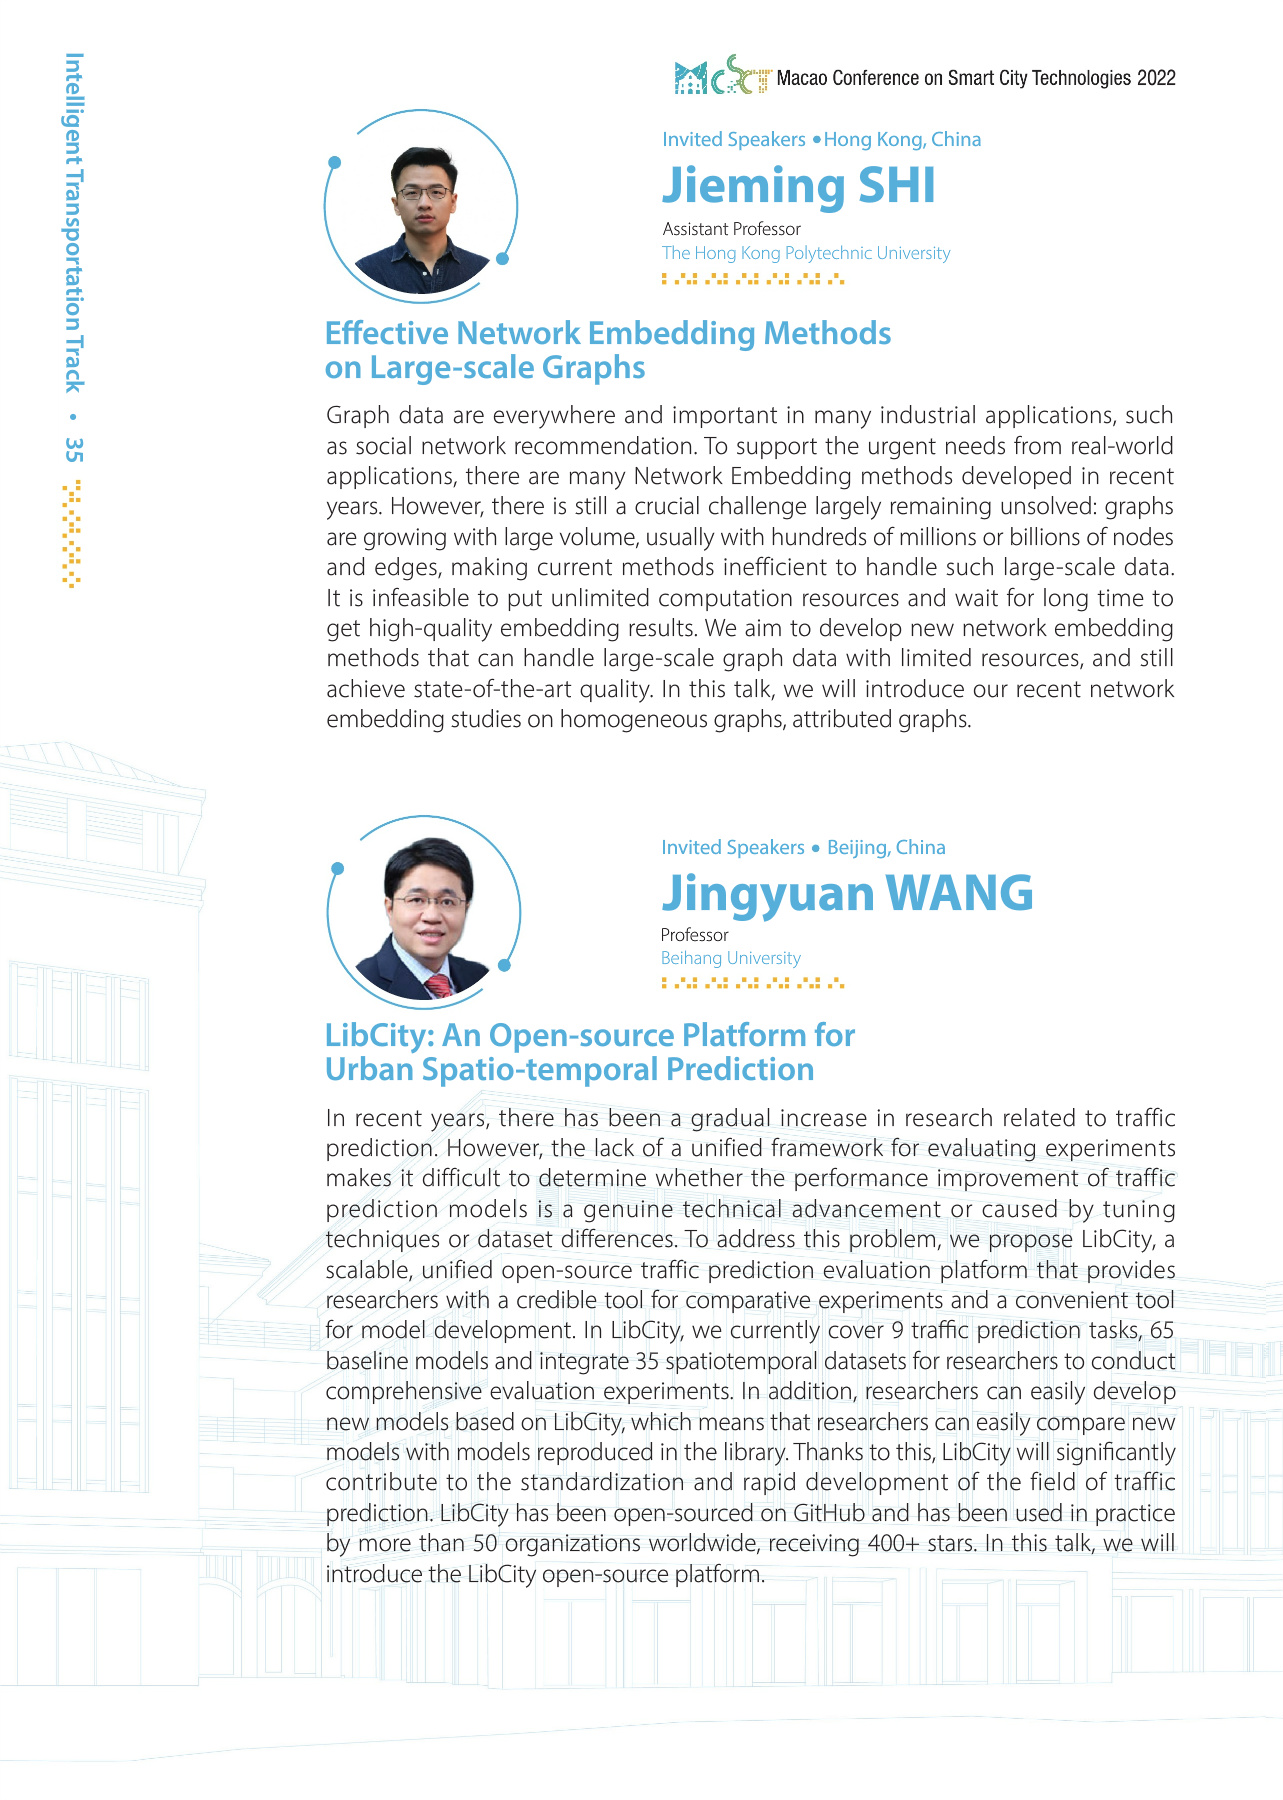 Intelligent Transportation Track • 35
MCSCT Macao Conference on Smart City Technologies 2022
Invited Speakers • Hong Kong, China
Jieming SHI
Assistant Professor
The Hong Kong Polytechnic University
Effective Network Embedding Methods
on Large-scale Graphs
Graph data are everywhere and important in many industrial applications, such
as social network recommendation. To support the urgent needs from real-world
applications, there are many Network Embedding methods developed in recent
years. However, there is still a crucial challenge largely remaining unsolved: graphs
are growing with large volume, usually with hundreds of millions or billions of nodes
and edges, making current methods inefficient to handle such large-scale data.
It is infeasible to put unlimited computation resources and wait for long time to
get high-quality embedding results. We aim to develop new network embedding
methods that can handle large-scale graph data with limited resources, and still
achieve state-of-the-art quality. In this talk, we will introduce our recent network
embedding studies on homogeneous graphs, attributed graphs.
Invited Speakers • Beijing, China
Jingyuan WANG
Professor
Beihang University
LibCity: An Open-source Platform for
Urban Spatio-temporal Prediction
In recent years, there has been a gradual increase in research related to traffic
prediction. However, the lack of a unified framework for evaluating experiments
makes it difficult to determine whether the performance improvement of traffic
prediction models is a genuine technical advancement or caused by tuning
techniques or dataset differences. To address this problem, we propose LibCity, a
scalable, unified open-source traffic prediction evaluation platform that provides
researchers with a credible tool for comparative experiments and a convenient tool
for model development. In LibCity, we currently cover 9 traffic prediction tasks, 65
baseline models and integrate 35 spatiotemporal datasets for researchers to conduct
comprehensive evaluation experiments. In addition, researchers can easily develop
new models based on LibCity, which means that researchers can easily compare new
models with models reproduced in the library. Thanks to this, LibCity will significantly
contribute to the standardization and rapid development of the field of traffic
prediction. LibCity has been open-sourced on GitHub and has been used in practice
by more than 50 organizations worldwide, receiving 400+ stars. In this talk, we will
introduce the LibCity open-source platform.